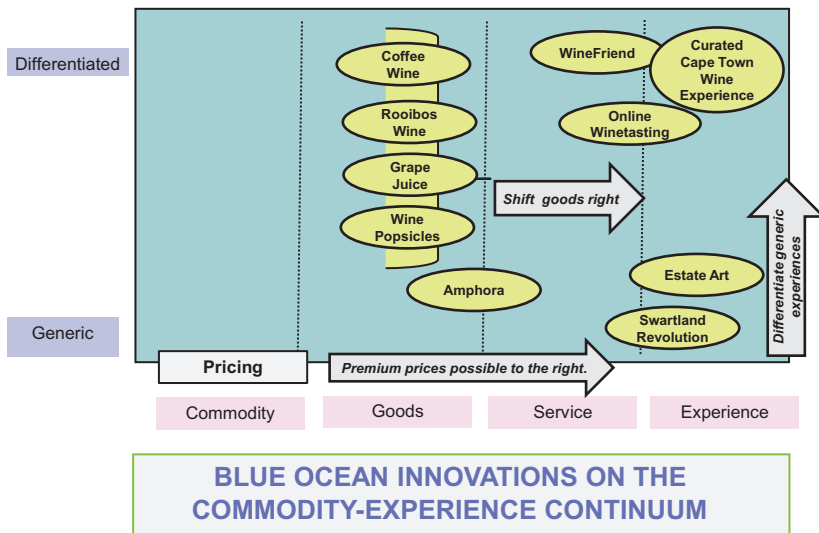 Differentiated
Coffee
Wine
WineFriend
Curated
Cape Town
Wine
Experience
Rooibos
Wine
Online
Winetasting
Grape
Juice
Shift goods right
Wine
Popsicles
Differentiate generic
experiences
Amphora
Estate Art
Generic
Swartland
Revolution
Pricing
Premium prices possible to the right.
Commodity
Goods
Service
Experience
BLUE OCEAN INNOVATIONS ON THE
COMMODITY-EXPERIENCE CONTINUUM